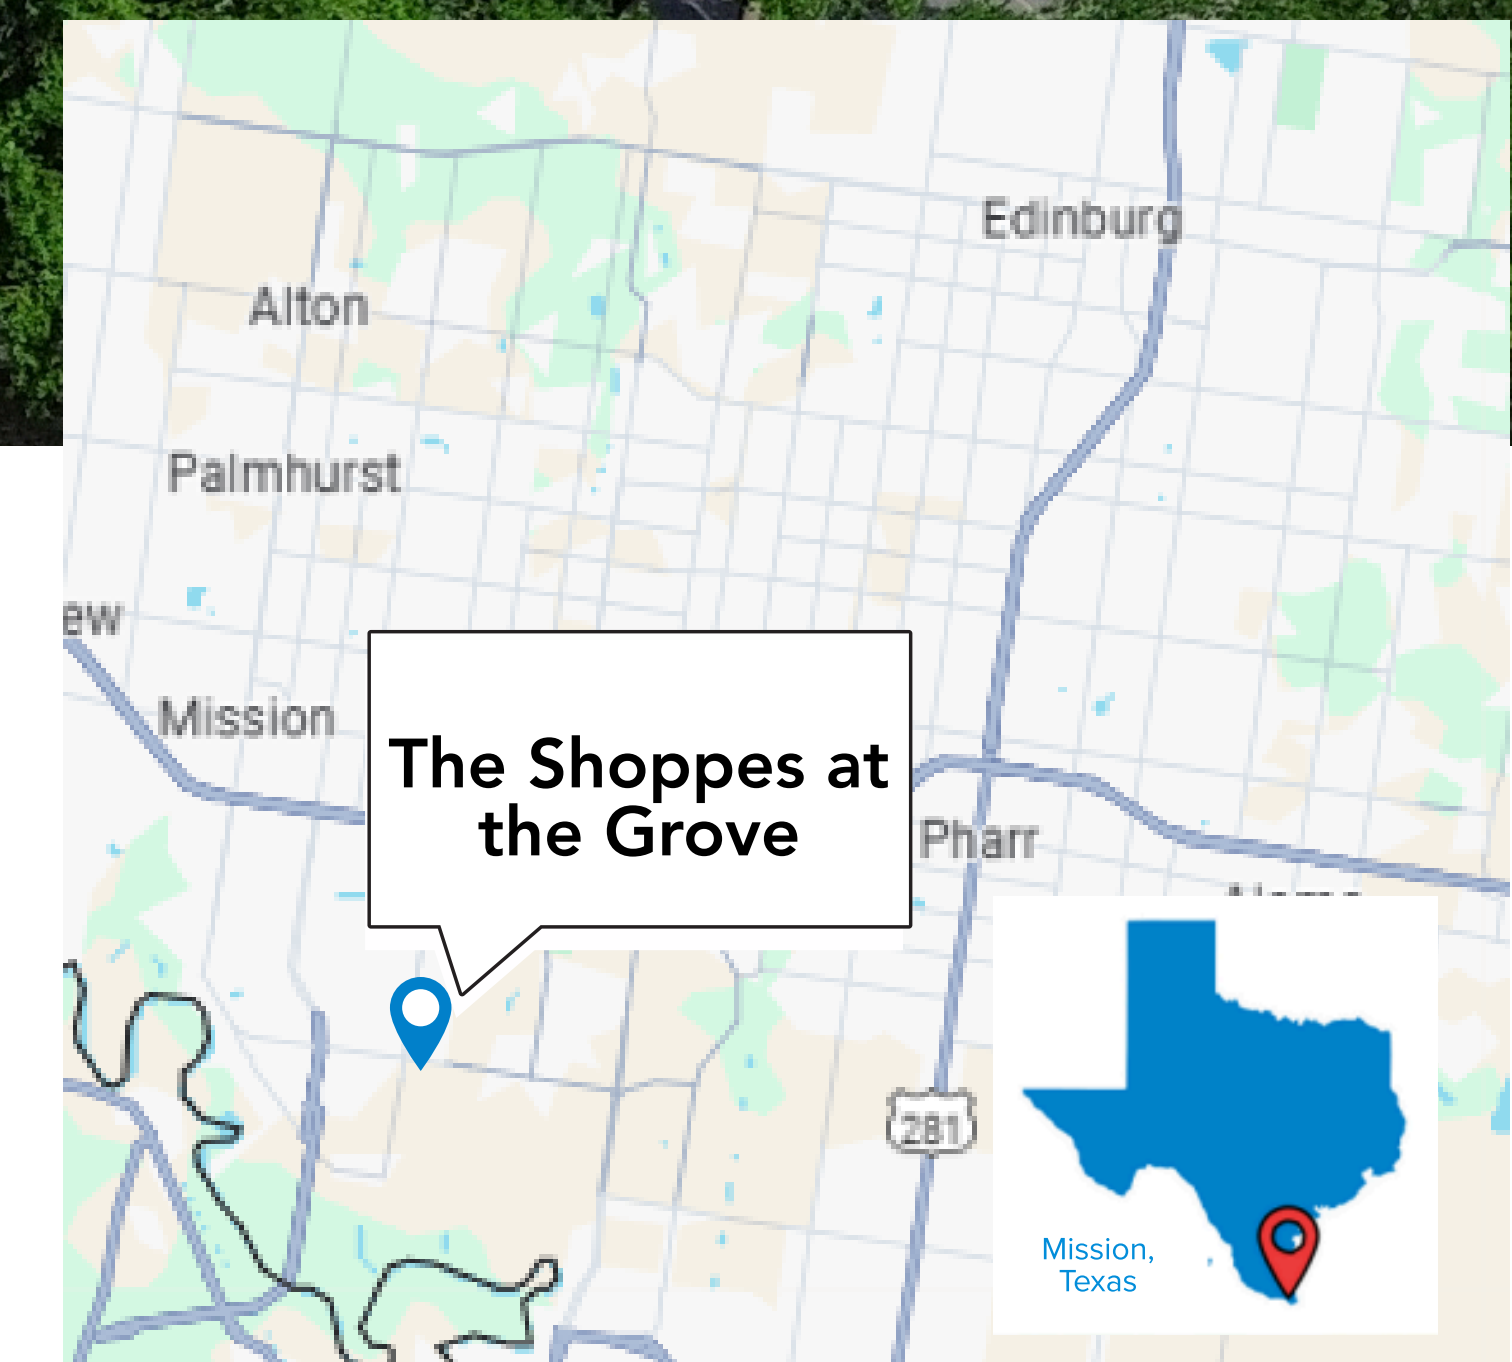 Edinburg
Alton
Palmhurst
ew
Mission
The Shoppes at
the Grove
Pharr
281
Mission,
Texas